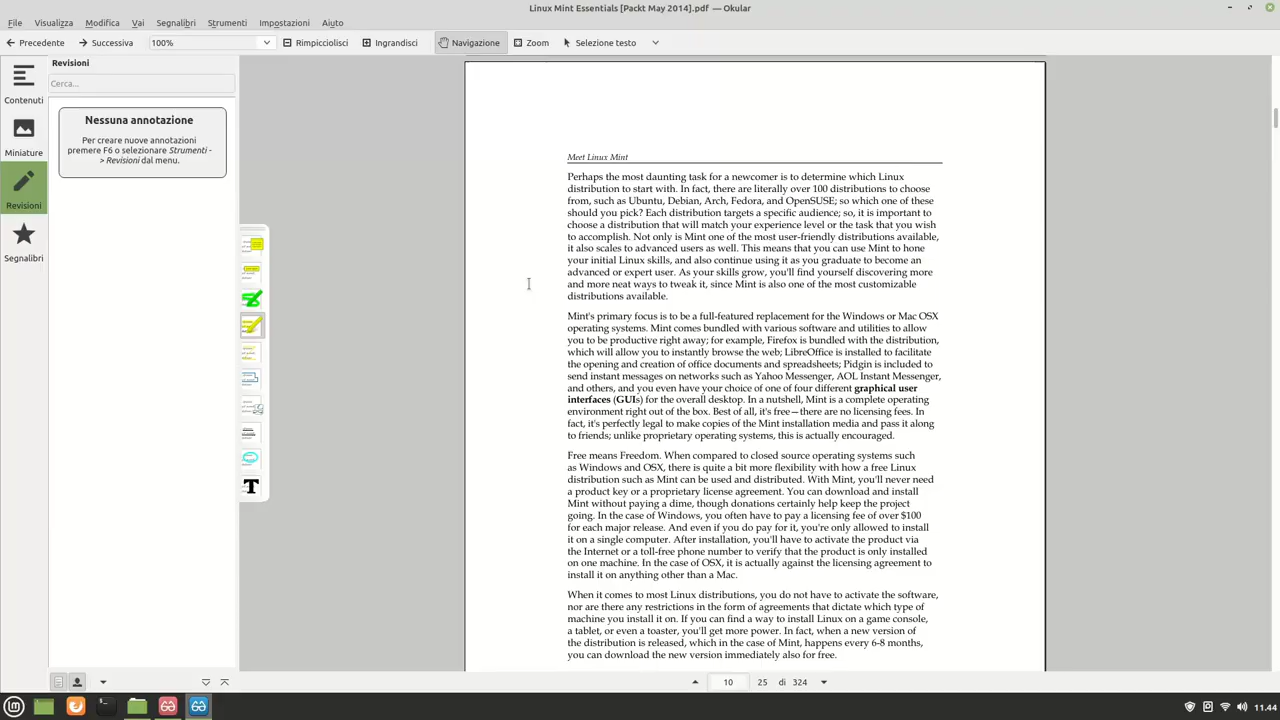 Linux Mint Essentials [Packt May 2014].pdf — Okular
File Visualizza Modifica Vai Segnalibri Strumenti Impostazioni Aiuto
Precedente Successiva 100% Rimpicciolisci Ingrandisci Navigazione Zoom Selezione testo
Revisioni
Cerca...
Contenuti
Miniature
Revisioni
Segnalibri
Nessuna annotazione
Per creare nuove annotazioni
premere F6 o selezionare Strumenti -
> Revisioni dal menu.
T
Meet Linux Mint
Perhaps the most daunting task for a newcomer is to determine which Linux
distribution to start with. In fact, there are literally over 100 distributions to choose
from, such as Ubuntu, Debian, Arch, Fedora, and OpenSUSE; so which one of these
should you pick? Each distribution targets a specific audience; so, it is important to
choose a distribution that will match your experience level or the task that you wish
to accomplish. Not only is Mint one of the most user-friendly distributions available,
it also scales to advanced users as well. This means that you can use Mint to hone
your initial Linux skills, and also continue using it as you graduate to become an
advanced or expert user. As your skills grow, you'll find yourself discovering more
and more neat ways to tweak it, since Mint is also one of the most customizable
distributions available.
Mint's primary focus is to be a full-featured replacement for the Windows or Mac OSX
operating systems. Mint comes bundled with various software and utilities to allow
you to be productive right away; for example, Firefox is bundled with the distribution,
which will allow you to instantly browse the web; LibreOffice is installed to facilitate
the opening and creation of office documents and spreadsheets; Pidgin is included to
send instant messages on networks such as Yahoo Messenger, AOL Instant Messenger,
and others, and you even have your choice of one of four different graphical user
interfaces (GUIs) for the overall desktop. In a nutshell, Mint is a complete operating
environment right out of the box. Best of all, it's free—there are no licensing fees. In
fact, it's perfectly legal to make copies of the Mint installation media and pass it along
to friends; unlike proprietary operating systems, this is actually encouraged.
Free means Freedom. When compared to closed source operating systems such
as Windows and OSX, there is quite a bit more flexibility with how a free Linux
distribution such as Mint can be used and distributed. With Mint, you'll never need
a product key or a proprietary license agreement. You can download and install
Mint without paying a dime, though donations certainly help keep the project
going. In the case of Windows, you often have to pay a licensing fee of over $100
for each major release. And even if you do pay for it, you're only allowed to install
it on a single computer. After installation, you'll have to activate the product via
the Internet or a toll-free phone number to verify that the product is only installed
on one machine. In the case of OSX, it is actually against the licensing agreement to
install it on anything other than a Mac.
When it comes to most Linux distributions, you do not have to activate the software,
nor are there any restrictions in the form of agreements that dictate which type of
machine you install it on. If you can find a way to install Linux on a game console,
a tablet, or even a toaster, you'll get more power. In fact, when a new version of
the distribution is released, which in the case of Mint, happens every 6-8 months,
you can download the new version immediately also for free.
10 25 di 324
11.44